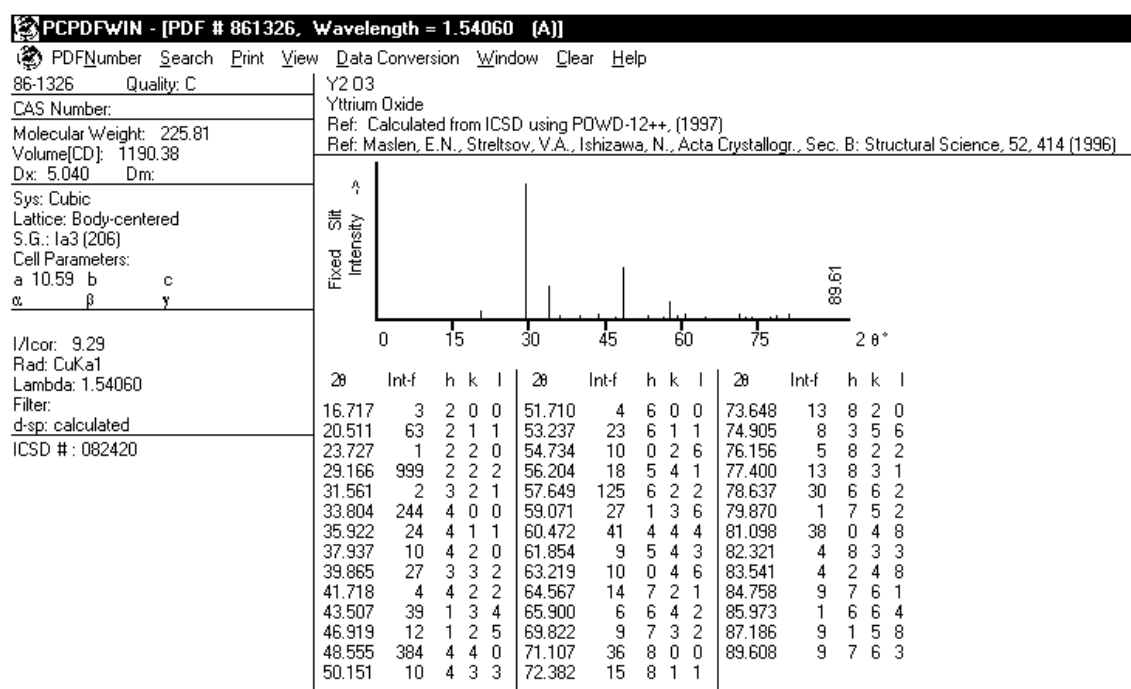 PCPDFWIN - [PDF # 861326, Wavelength = 1.54060 (A)]
PDFNumber Search Print View Data Conversion Window Clear Help
86-1326 Quality: C
CAS Number:
Molecular Weight: 225.81
Volume[CD]: 1190.38
Dx: 5.040 Dm:
Sys: Cubic
Lattice: Body-centered
S.G.: Ia3 (206)
Cell Parameters:
a 10.59 b c
α β γ
I/Icor: 9.29
Rad: CuKa1
Lambda: 1.54060
Filter:
d-sp: calculated
ICSD # : 082420
Y2 O3
Yttrium Oxide
Ref: Calculated from ICSD using POWD-12++, (1997)
Ref: Maslen, E.N., Streltsov, V.A., Ishizawa, N., Acta Crystallogr., Sec. B: Structural Science, 52, 414 (1996)
Fixed Slit
Intensity ->
89.61
0 15 30 45 60 75 2 θ°
2θ Int-f h k l 2θ Int-f h k l 2θ Int-f h k l
16.717 3 2 0 0 51.710 4 6 0 0 73.648 13 8 2 0
20.511 63 2 1 1 53.237 23 6 1 1 74.905 8 3 5 6
23.727 1 2 2 0 54.734 10 0 2 6 76.156 5 8 2 2
29.166 999 2 2 2 56.204 18 5 4 1 77.400 13 8 3 1
31.561 2 3 2 1 57.649 125 6 2 2 78.637 30 6 6 2
33.804 244 4 0 0 59.071 27 1 3 6 79.870 1 7 5 2
35.922 24 4 1 1 60.472 41 4 4 4 81.098 38 0 4 8
37.937 10 4 2 0 61.854 9 5 4 3 82.321 4 8 3 3
39.865 27 3 3 2 63.219 10 0 4 6 83.541 4 2 4 8
41.718 4 4 2 2 64.567 14 7 2 1 84.758 9 7 6 1
43.507 39 1 3 4 65.900 6 6 4 2 85.973 1 6 6 4
46.919 12 1 2 5 69.822 9 7 3 2 87.186 9 1 5 8
48.555 384 4 4 0 71.107 36 8 0 0 89.608 9 7 6 3
50.151 10 4 3 3 72.382 15 8 1 1